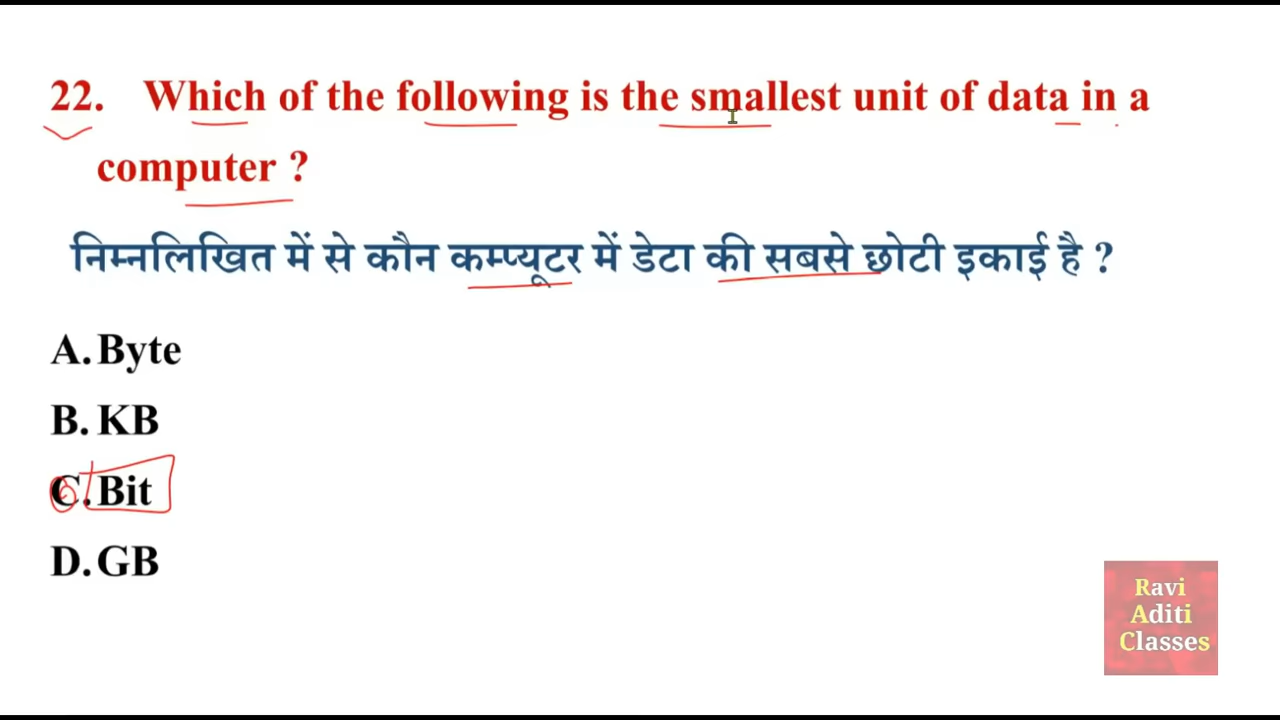 22. Which of the following is the smallest unit of data in a
computer ?
निम्नलिखित में से कौन कम्प्यूटर में डेटा की सबसे छोटी इकाई है ?
A. Byte
B. KB
C. Bit
D. GB
Ravi
Aditi
Classes